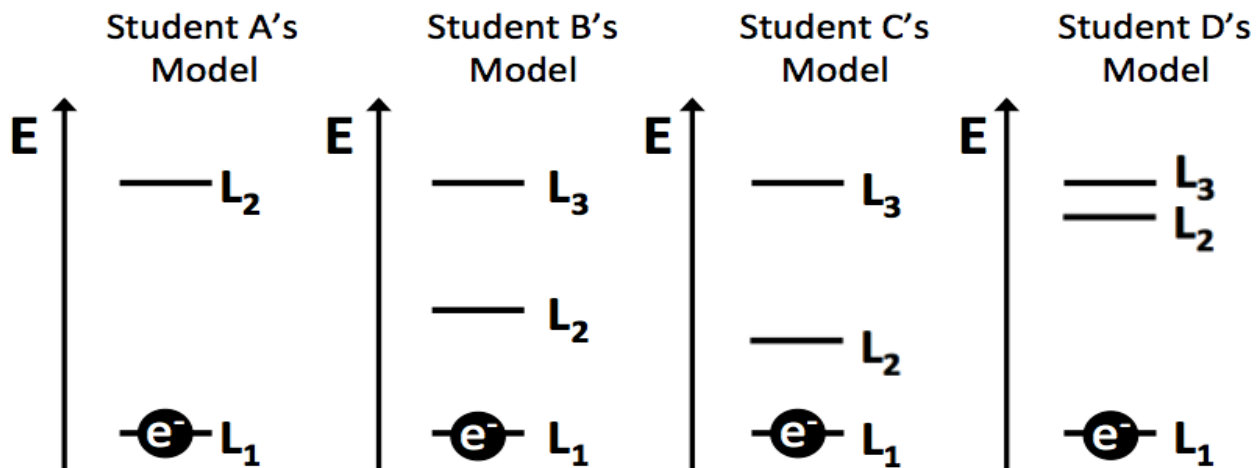 Student A's
Model
E
L₂
e⁻
L₁
Student B's
Model
E
L₃
L₂
e⁻
L₁
Student C's
Model
E
L₃
L₂
e⁻
L₁
Student D's
Model
E
L₃
L₂
e⁻
L₁